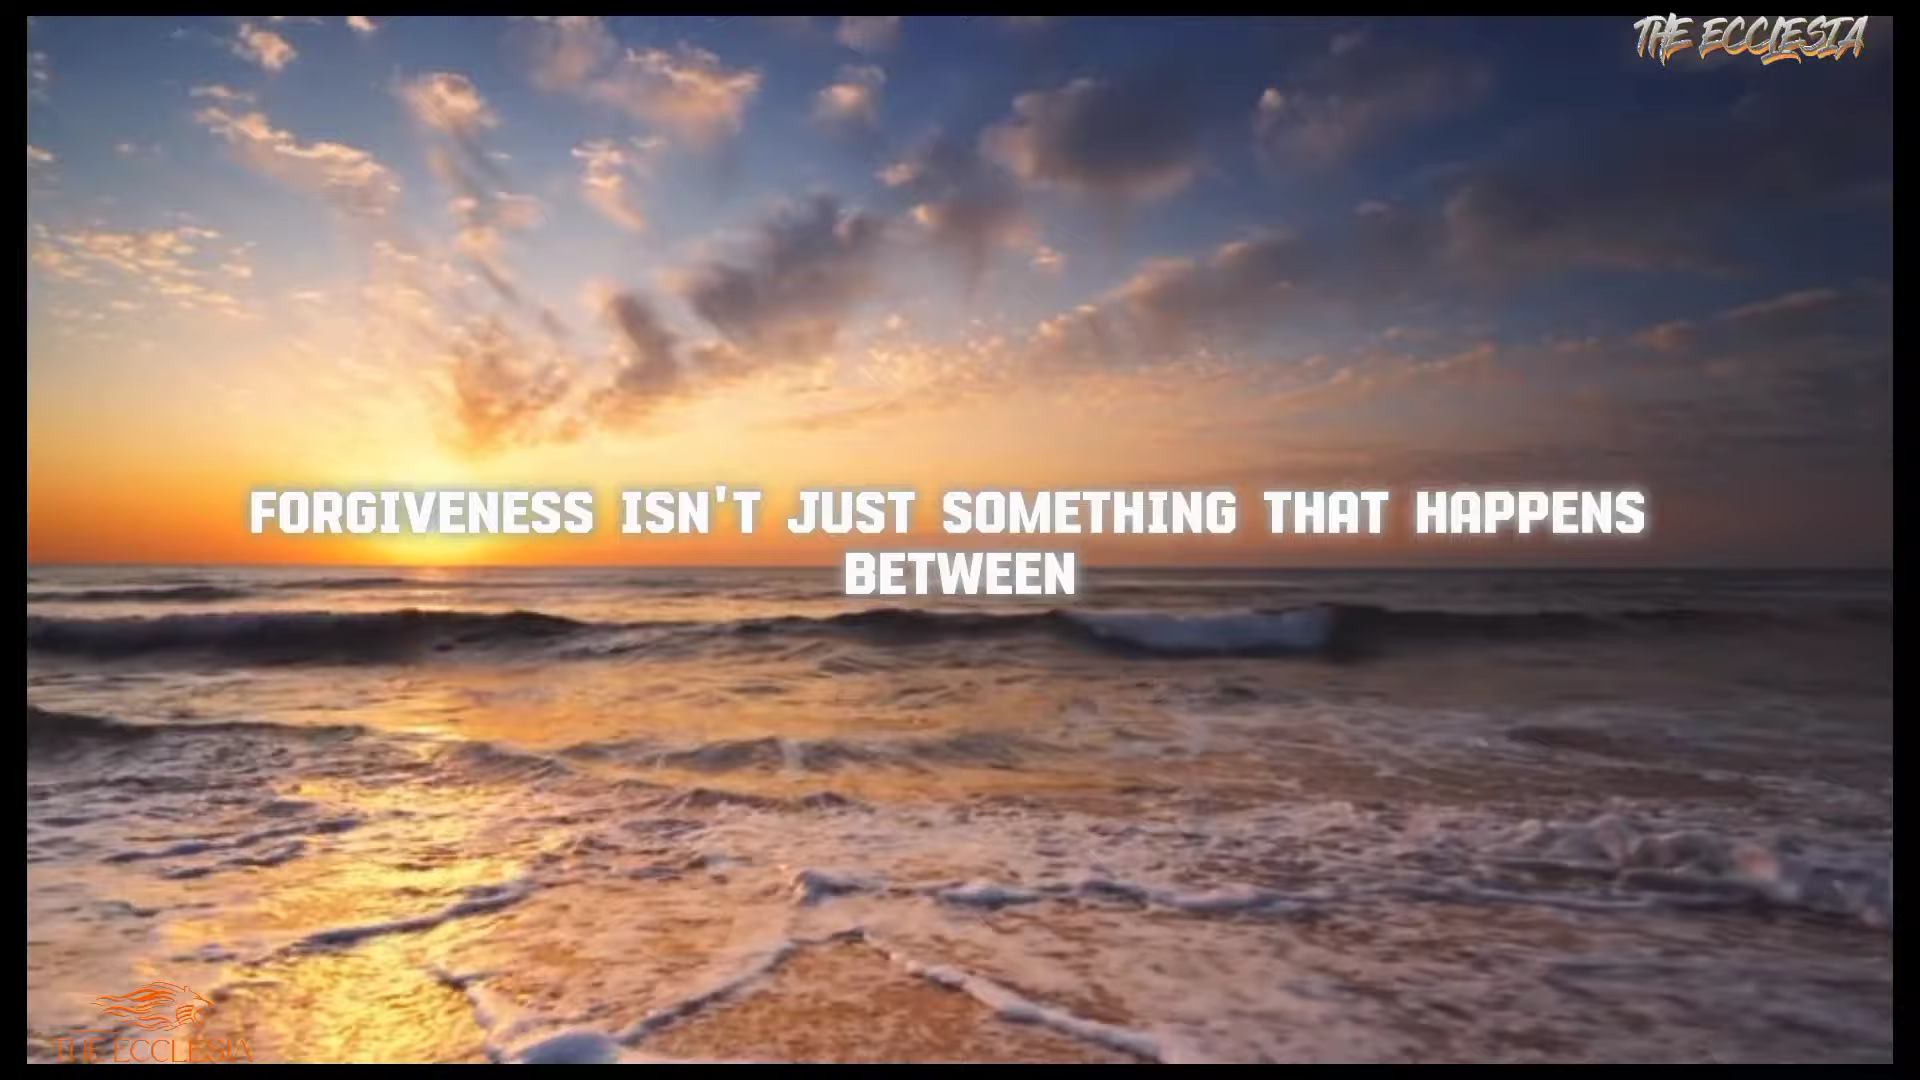 THE ECCLESIA
FORGIVENESS ISN'T JUST SOMETHING THAT HAPPENS
BETWEEN
THE ECCLESIA